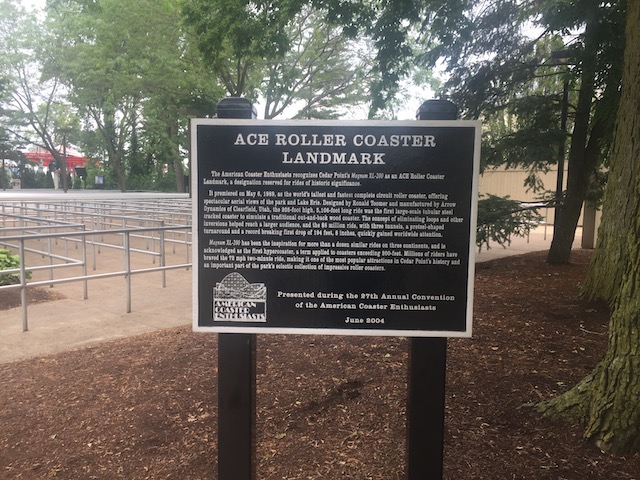 ACE ROLLER COASTER
LANDMARK
The American Coaster Enthusiasts recognizes Cedar Point's Magnum XL-200 as an ACE Roller Coaster
Landmark, a designation reserved for rides of historic significance.
It premiered on May 6, 1989, as the world's tallest and fastest complete circuit roller coaster, offering
spectacular aerial views of the park and Lake Erie. Designed by Ronald Toomer and manufactured by Arrow
Dynamics of Clearfield, Utah, the 205-foot high, 5,106-foot long ride was the first large-scale tubular steel
tracked coaster to simulate a traditional out-and-back wood coaster. The concept of eliminating loops and other
inversions helped reach a larger audience, and the $8 million ride, with three tunnels, a pretzel-shaped
turnaround and a record breaking first drop of 194 feet, 8 inches, quickly gained worldwide attention.
Magnum XL-200 has been the inspiration for more than a dozen similar rides on three continents, and is
acknowledged as the first hypercoaster, a term applied to coasters exceeding 200-feet. Millions of riders have
braved the 72 mph two-minute ride, making it one of the most popular attractions in Cedar Point's history and
an important part of the park's eclectic collection of impressive roller coasters.
AMERICAN
COASTER
ENTHUSIASTS
Presented during the 27th Annual Convention
of the American Coaster Enthusiasts
June 2004